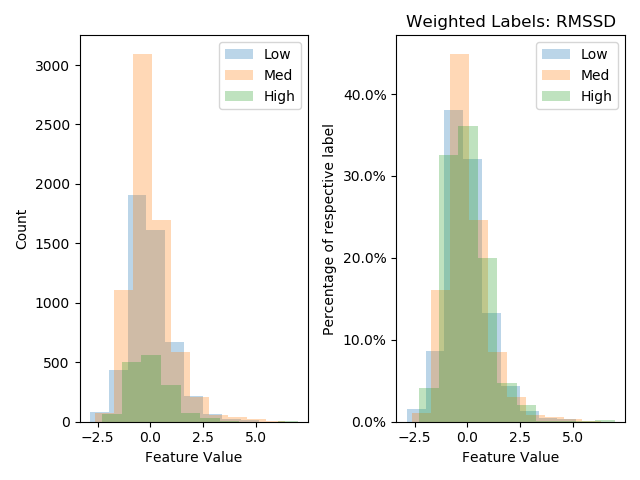 Low
Med
High
3000
2500
2000
1500
1000
500
0
Count
−2.5 0.0 2.5 5.0
Feature Value
Weighted Labels: RMSSD
Low
Med
High
40.0%
30.0%
20.0%
10.0%
0.0%
Percentage of respective label
−2.5 0.0 2.5 5.0
Feature Value